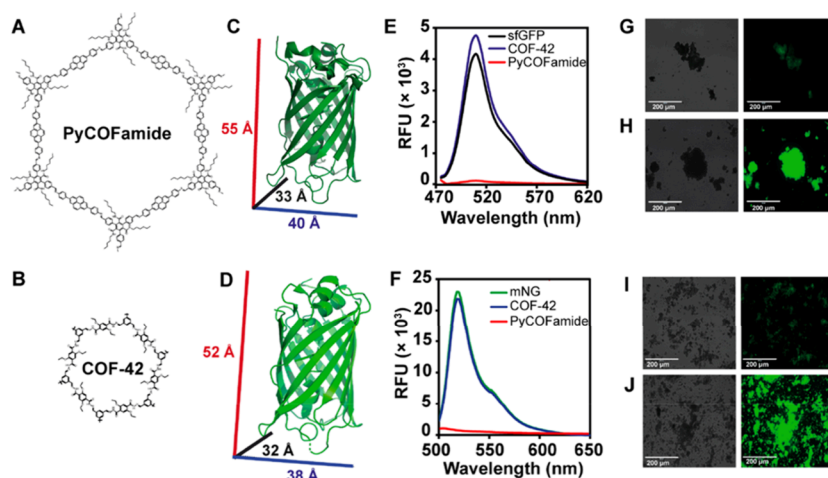 A
PyCOFamide
B
COF-42
C
55 Å
33 Å
40 Å
D
52 Å
32 Å
38 Å
E
RFU (× 10³)
5
4
3
2
1
0
sfGFP
COF-42
PyCOFamide
470 520 570 620
Wavelength (nm)
F
RFU (× 10³)
25
20
15
10
5
0
mNG
COF-42
PyCOFamide
500 550 600 650
Wavelength (nm)
G
200 µm
200 µm
H
200 µm
200 µm
I
200 µm
200 µm
J
200 µm
200 µm